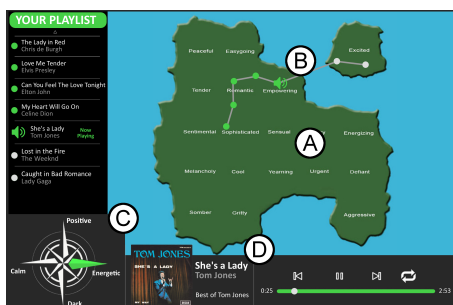 YOUR PLAYLIST
The Lady in Red
Chris de Burgh
Love Me Tender
Elvis Presley
Can You Feel The Love Tonight
Elton John
My Heart Will Go On
Celine Dion
She's a Lady
Tom Jones
Now
Playing
Lost in the Fire
The Weeknd
Caught in Bad Romance
Lady Gaga
Peaceful
Easygoing
B
Excited
Tender
Romantic
Empowering
Sentimental
Sophisticated
Sensual
A
Energizing
Melancholy
Cool
Yearning
Urgent
Defiant
Somber
Gritty
Aggressive
C
Positive
Calm
Energetic
Dark
D
TOM JONES
SHE'S A LADY
She's a Lady
Tom Jones
Best of Tom Jones
0:25
2:53